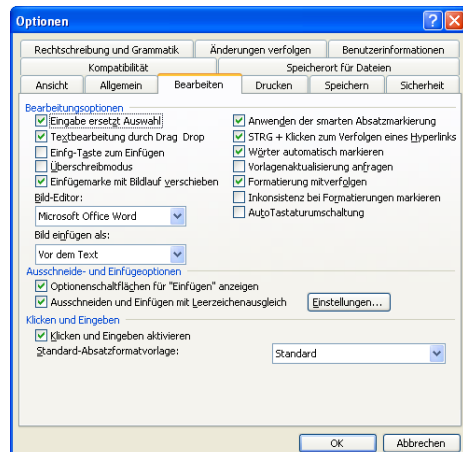 Optionen
Rechtschreibung und Grammatik Änderungen verfolgen Benutzerinformationen
Kompatibilität Speicherort für Dateien
Ansicht Allgemein Bearbeiten Drucken Speichern Sicherheit
Bearbeitungsoptionen
Eingabe ersetzt Auswahl
Textbearbeitung durch Drag Drop
Einfg-Taste zum Einfügen
Überschreibmodus
Einfügemarke mit Bildlauf verschieben
Bild-Editor:
Microsoft Office Word
Bild einfügen als:
Vor dem Text
Anwenden der smarten Absatzmarkierung
STRG + Klicken zum Verfolgen eines Hyperlinks
Wörter automatisch markieren
Vorlagenaktualisierung anfragen
Formatierung mitverfolgen
Inkonsistenz bei Formatierungen markieren
AutoTastaturumschaltung
Ausschneide- und Einfügeoptionen
Optionenschaltflächen für "Einfügen" anzeigen
Ausschneiden und Einfügen mit Leerzeichenausgleich Einstellungen...
Klicken und Eingeben
Klicken und Eingeben aktivieren
Standard-Absatzformatvorlage: Standard
OK Abbrechen